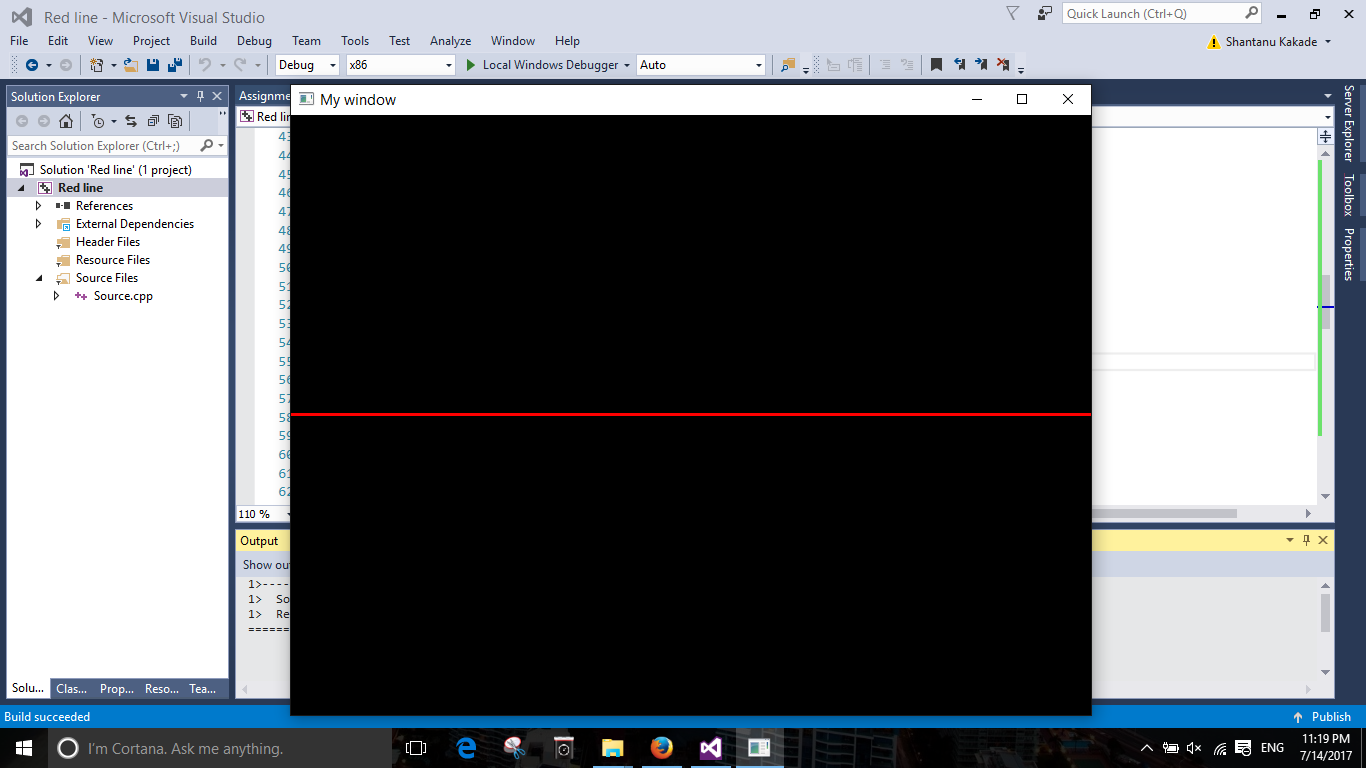 Red line - Microsoft Visual Studio
Quick Launch (Ctrl+Q)
File Edit View Project Build Debug Team Tools Test Analyze Window Help
Shantanu Kakade
Debug x86 Local Windows Debugger Auto
Solution Explorer
Search Solution Explorer (Ctrl+;)
Solution 'Red line' (1 project)
Red line
References
External Dependencies
Header Files
Resource Files
Source Files
Source.cpp
Solu... Clas... Prop... Reso... Tea...
Assignme
Red lin
My window
43
44
45
46
47
48
49
50
51
52
53
54
55
56
57
58
59
60
61
62
110 %
Output
Show out
1>----
1> So
1> Re
=====
Server Explorer
Toolbox
Properties
Build succeeded
Publish
I'm Cortana. Ask me anything.
ENG
11:19 PM
7/14/2017